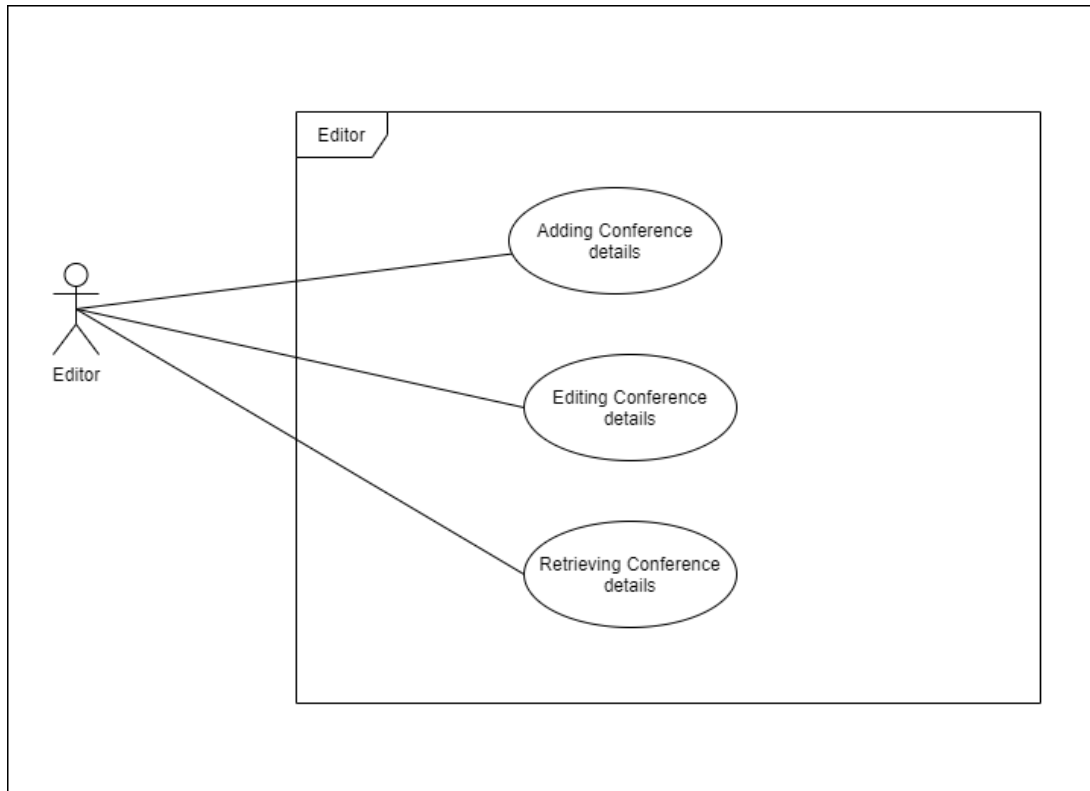 Editor
Adding Conference
details
Editor
Editing Conference
details
Retrieving Conference
details